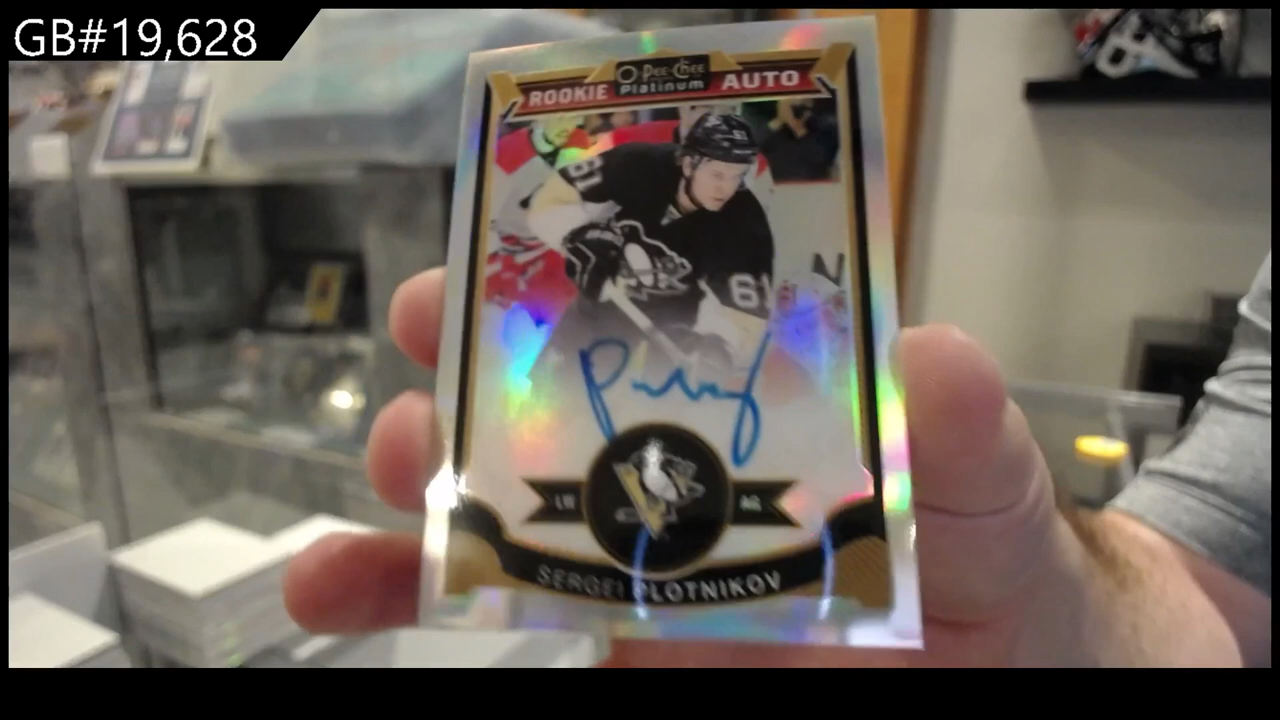 GB#19,628
O-Pee-Chee
Platinum
ROOKIE AUTO
61
61
LW AG
SERGEI PLOTNIKOV